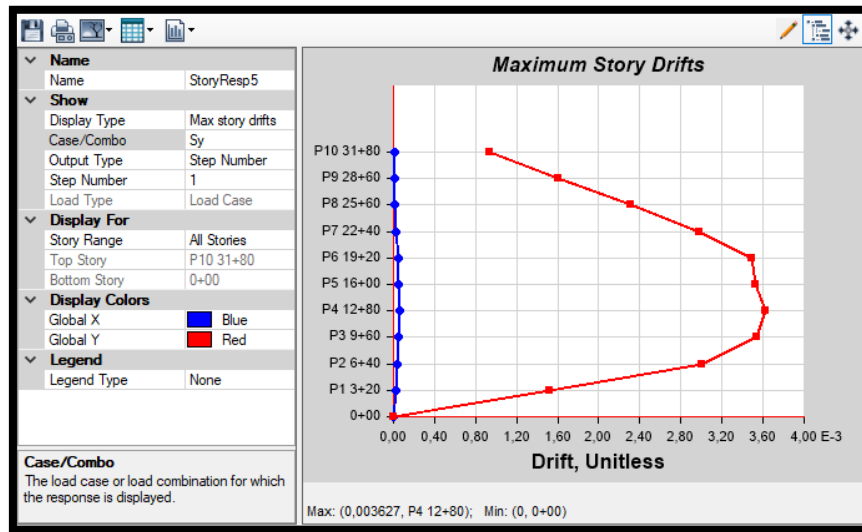 Name
Name StoryResp5
Show
Display Type Max story drifts
Case/Combo Sy
Output Type Step Number
Step Number 1
Load Type Load Case
Display For
Story Range All Stories
Top Story P10 31+80
Bottom Story 0+00
Display Colors
Global X Blue
Global Y Red
Legend
Legend Type None
Case/Combo
The load case or load combination for which
the response is displayed.
Maximum Story Drifts
P10 31+80
P9 28+60
P8 25+60
P7 22+40
P6 19+20
P5 16+00
P4 12+80
P3 9+60
P2 6+40
P1 3+20
0+00
0,00 0,40 0,80 1,20 1,60 2,00 2,40 2,80 3,20 3,60 4,00 E-3
Drift, Unitless
Max: (0,003627, P4 12+80); Min: (0, 0+00)